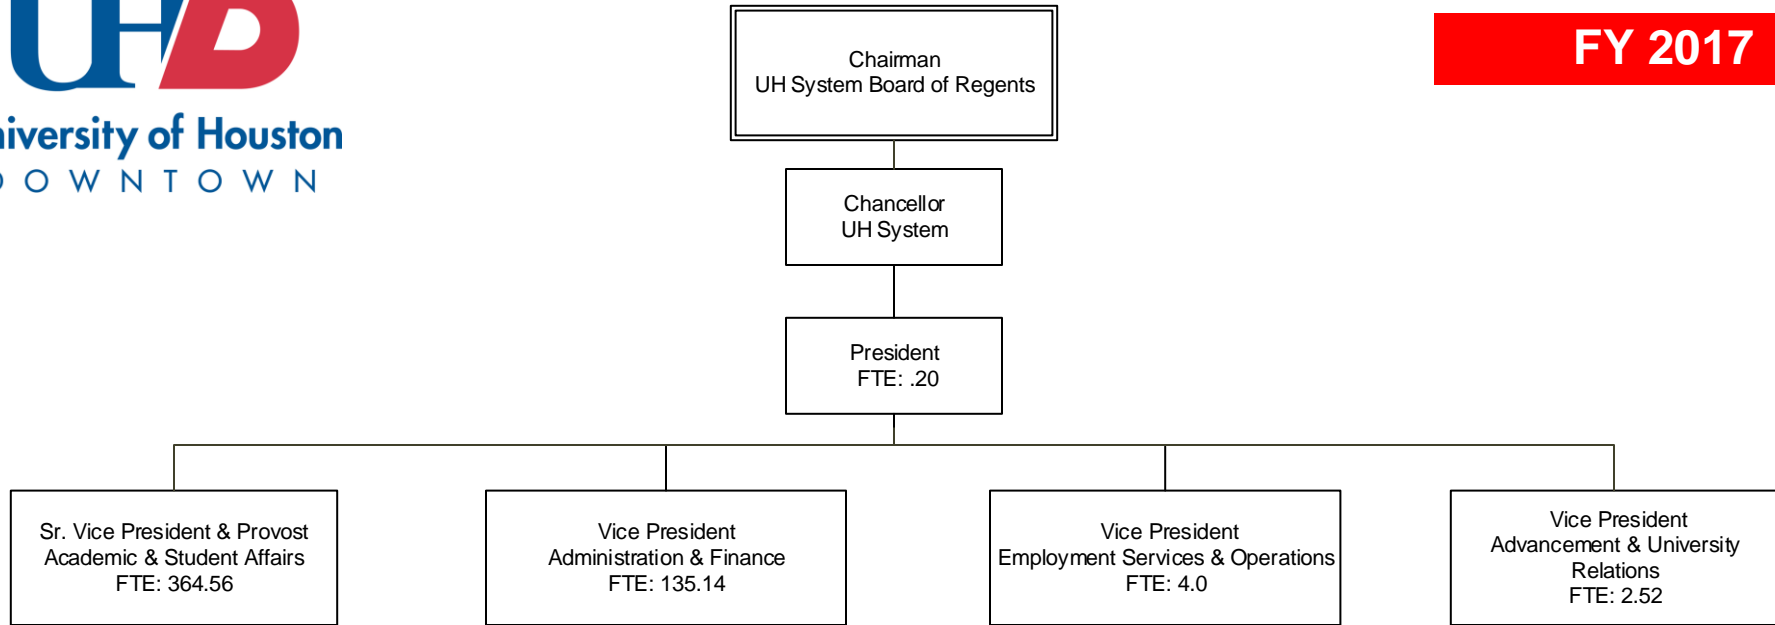 UHD
niversity of Houston
DOWNTOWN
FY 2017
Chairman
UH System Board of Regents
Chancellor
UH System
President
FTE: .20
Sr. Vice President & Provost
Academic & Student Affairs
FTE: 364.56
Vice President
Administration & Finance
FTE: 135.14
Vice President
Employment Services & Operations
FTE: 4.0
Vice President
Advancement & University
Relations
FTE: 2.52